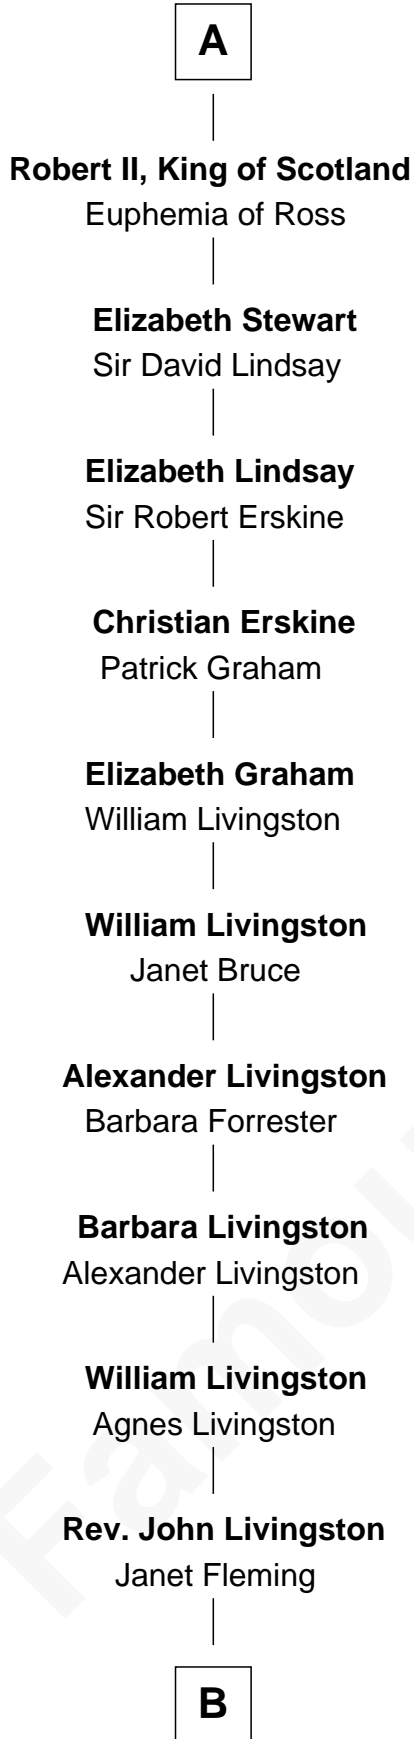 A
Robert II, King of Scotland
Euphemia of Ross
Elizabeth Stewart
Sir David Lindsay
Elizabeth Lindsay
Sir Robert Erskine
Christian Erskine
Patrick Graham
Elizabeth Graham
William Livingston
William Livingston
Janet Bruce
Alexander Livingston
Barbara Forrester
Barbara Livingston
Alexander Livingston
William Livingston
Agnes Livingston
Rev. John Livingston
Janet Fleming
B
Famou